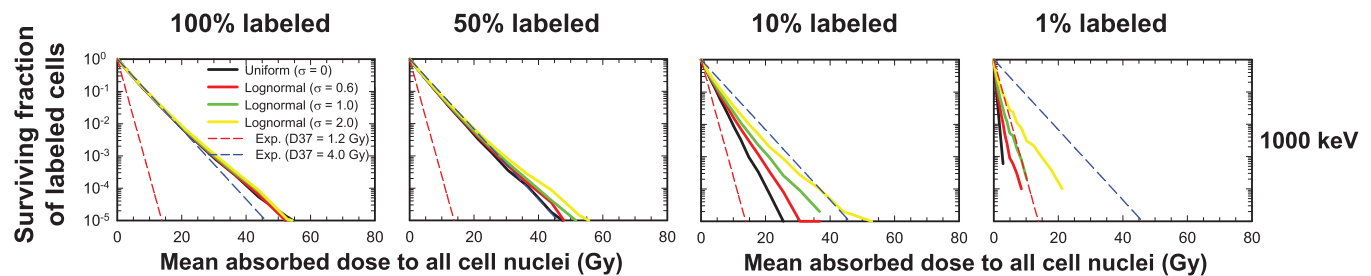 100% labeled
50% labeled
10% labeled
1% labeled
Surviving fraction
of labeled cells
10⁰
10⁻¹
10⁻²
10⁻³
10⁻⁴
10⁻⁵
Uniform (σ = 0)
Lognormal (σ = 0.6)
Lognormal (σ = 1.0)
Lognormal (σ = 2.0)
Exp. (D37 = 1.2 Gy)
Exp. (D37 = 4.0 Gy)
1000 keV
0 20 40 60 80
0 20 40 60 80
0 20 40 60 80
0 20 40 60 80
Mean absorbed dose to all cell nuclei (Gy)
Mean absorbed dose to all cell nuclei (Gy)